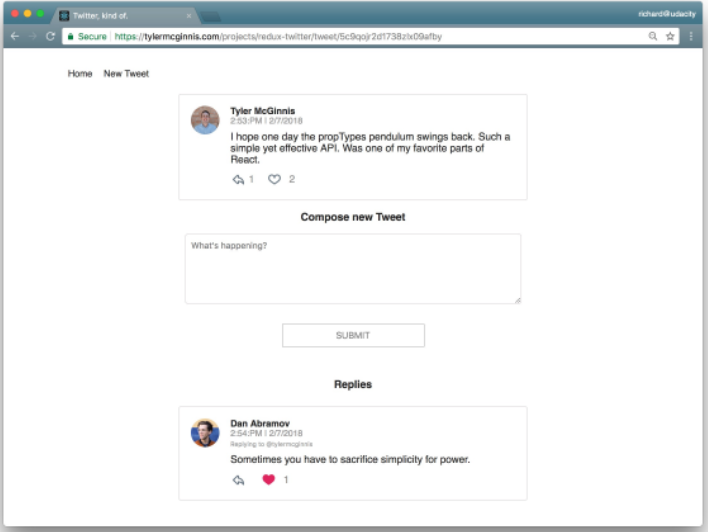 Twitter, kind of.
richard@udacity
Secure
https://tylermcginnis.com/projects/redux-twitter/tweet/5c9qojr2d1738zlx09afby
Home New Tweet
Tyler McGinnis
2:53:PM | 2/7/2018
I hope one day the propTypes pendulum swings back. Such a
simple yet effective API. Was one of my favorite parts of
React.
1 2
Compose new Tweet
What's happening?
SUBMIT
Replies
Dan Abramov
2:54:PM | 2/7/2018
Replying to @tylermcginnis
Sometimes you have to sacrifice simplicity for power.
1